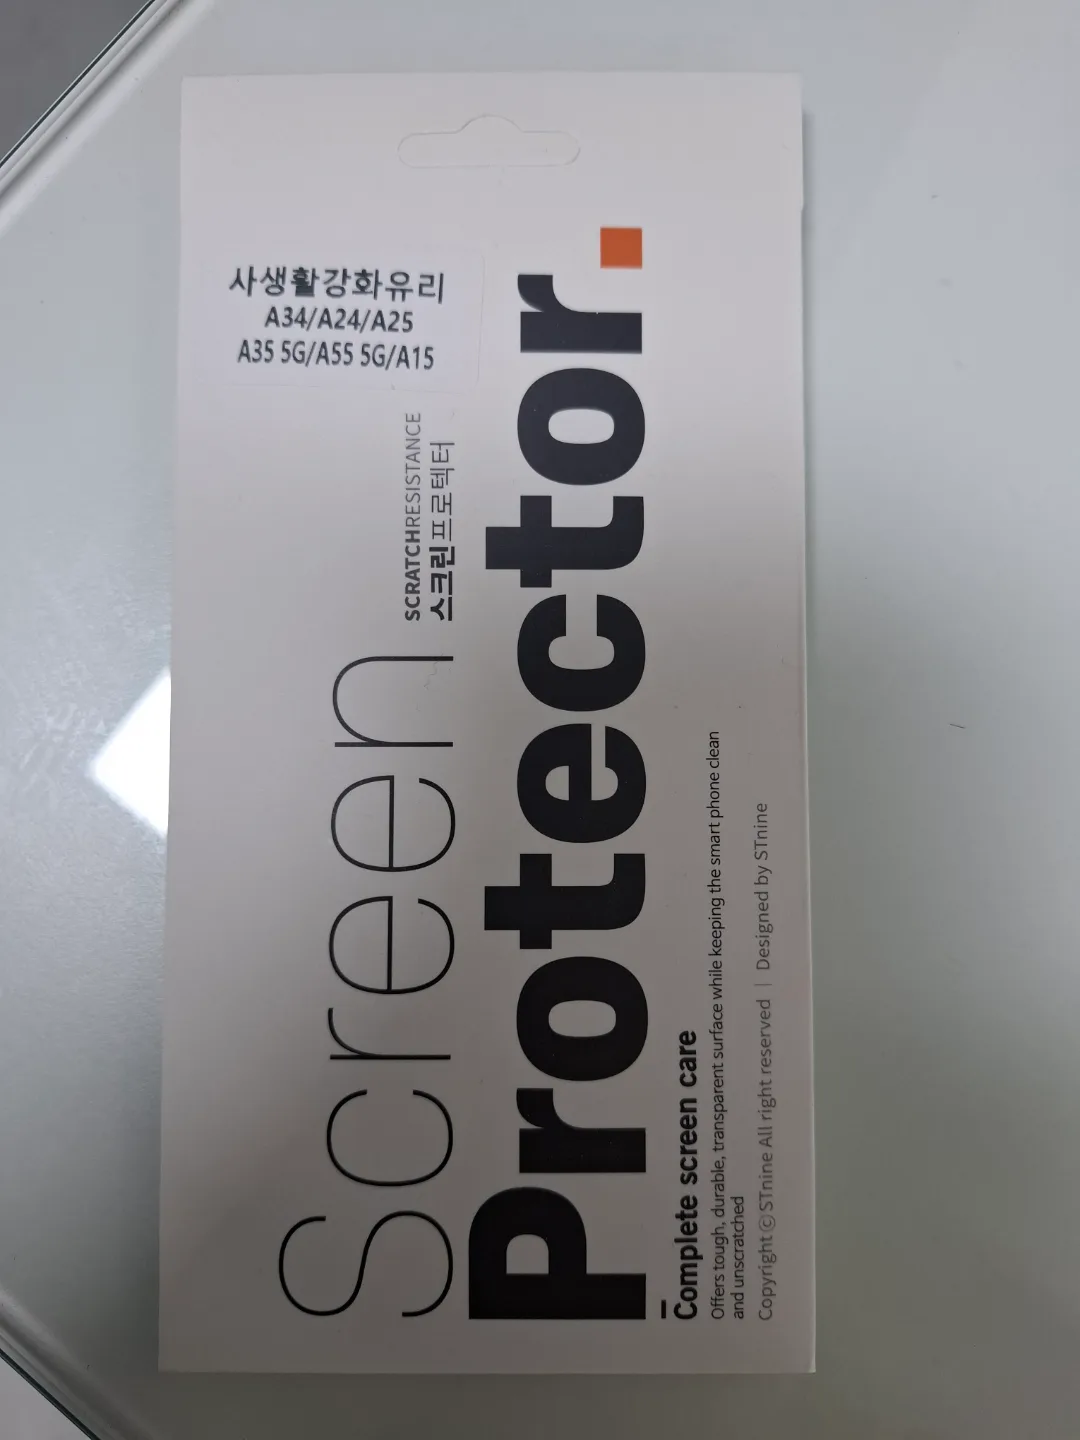 사생활강화유리
A34/A24/A25
A35 5G/A55 5G/A15
SCRATCHRESISTANCE
스크린프로텍터
Screen
Protector.
Complete screen care
Offers tough, durable, transparent surface while keeping the smart phone clean
and unscratched
Copyright ⓒ STnine All right reserved | Designed by STnine